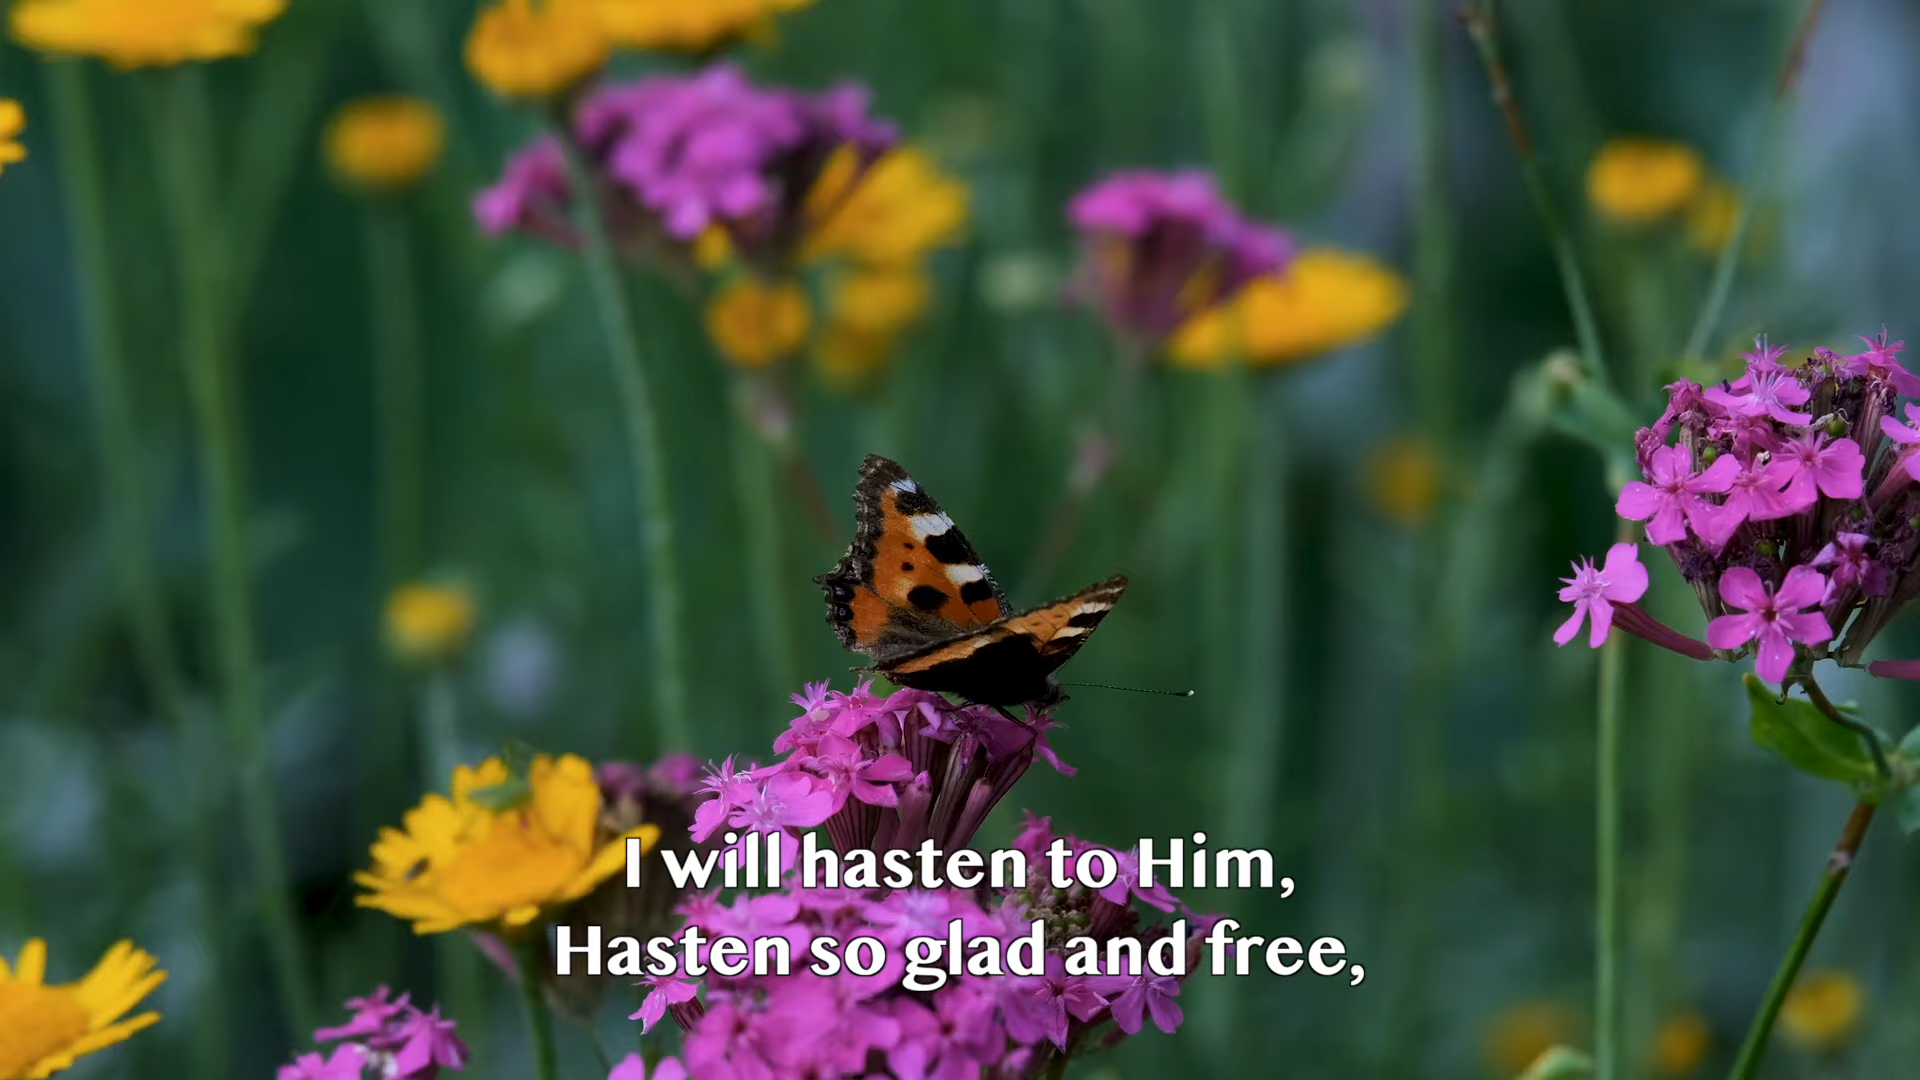 I will hasten to Him,
Hasten so glad and free,